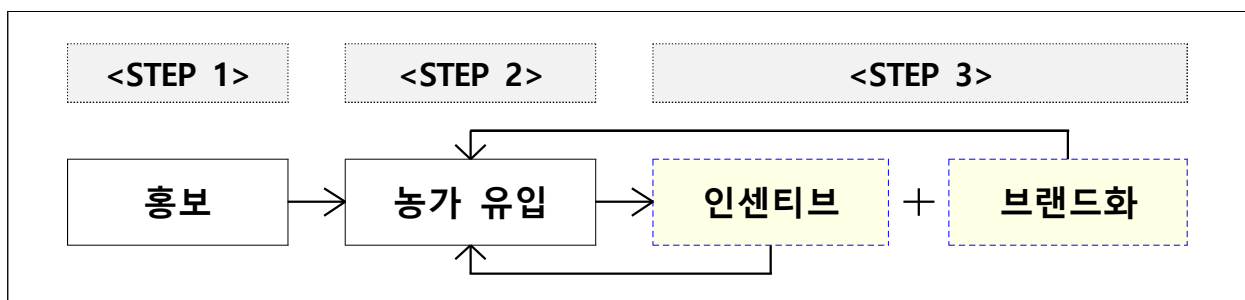 <STEP 1> <STEP 2> <STEP 3>
홍보 농가 유입 인센티브 + 브랜드화